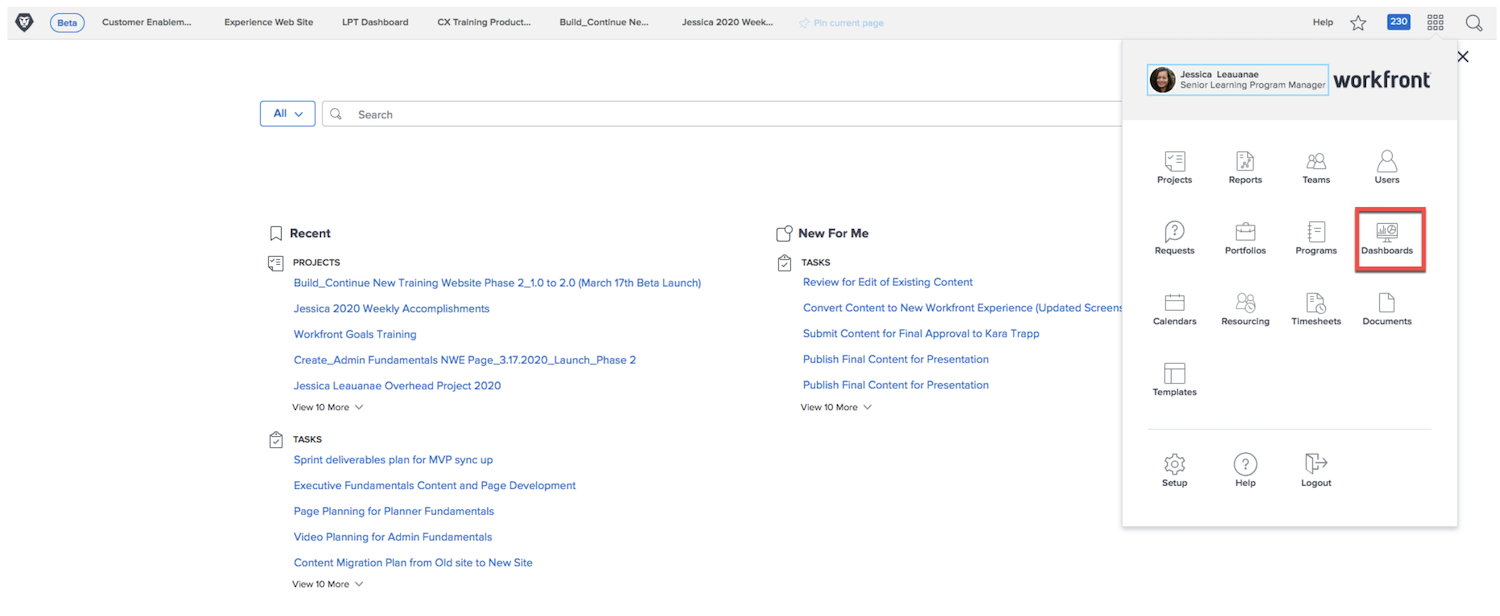 Beta Customer Enablem... Experience Web Site LPT Dashboard CX Training Product... Build_Continue Ne... Jessica 2020 Week... Pin current page Help 230
Jessica Leauanae
Senior Learning Program Manager
workfront
All Search
Projects Reports Teams Users
Requests Portfolios Programs Dashboards
Calendars Resourcing Timesheets Documents
Templates
Setup Help Logout
Recent
PROJECTS
Build_Continue New Training Website Phase 2_1.0 to 2.0 (March 17th Beta Launch)
Jessica 2020 Weekly Accomplishments
Workfront Goals Training
Create_Admin Fundamentals NWE Page_3.17.2020_Launch_Phase 2
Jessica Leauanae Overhead Project 2020
View 10 More
TASKS
Sprint deliverables plan for MVP sync up
Executive Fundamentals Content and Page Development
Page Planning for Planner Fundamentals
Video Planning for Admin Fundamentals
Content Migration Plan from Old site to New Site
View 10 More
New For Me
TASKS
Review for Edit of Existing Content
Convert Content to New Workfront Experience (Updated Screens
Submit Content for Final Approval to Kara Trapp
Publish Final Content for Presentation
Publish Final Content for Presentation
View 10 More